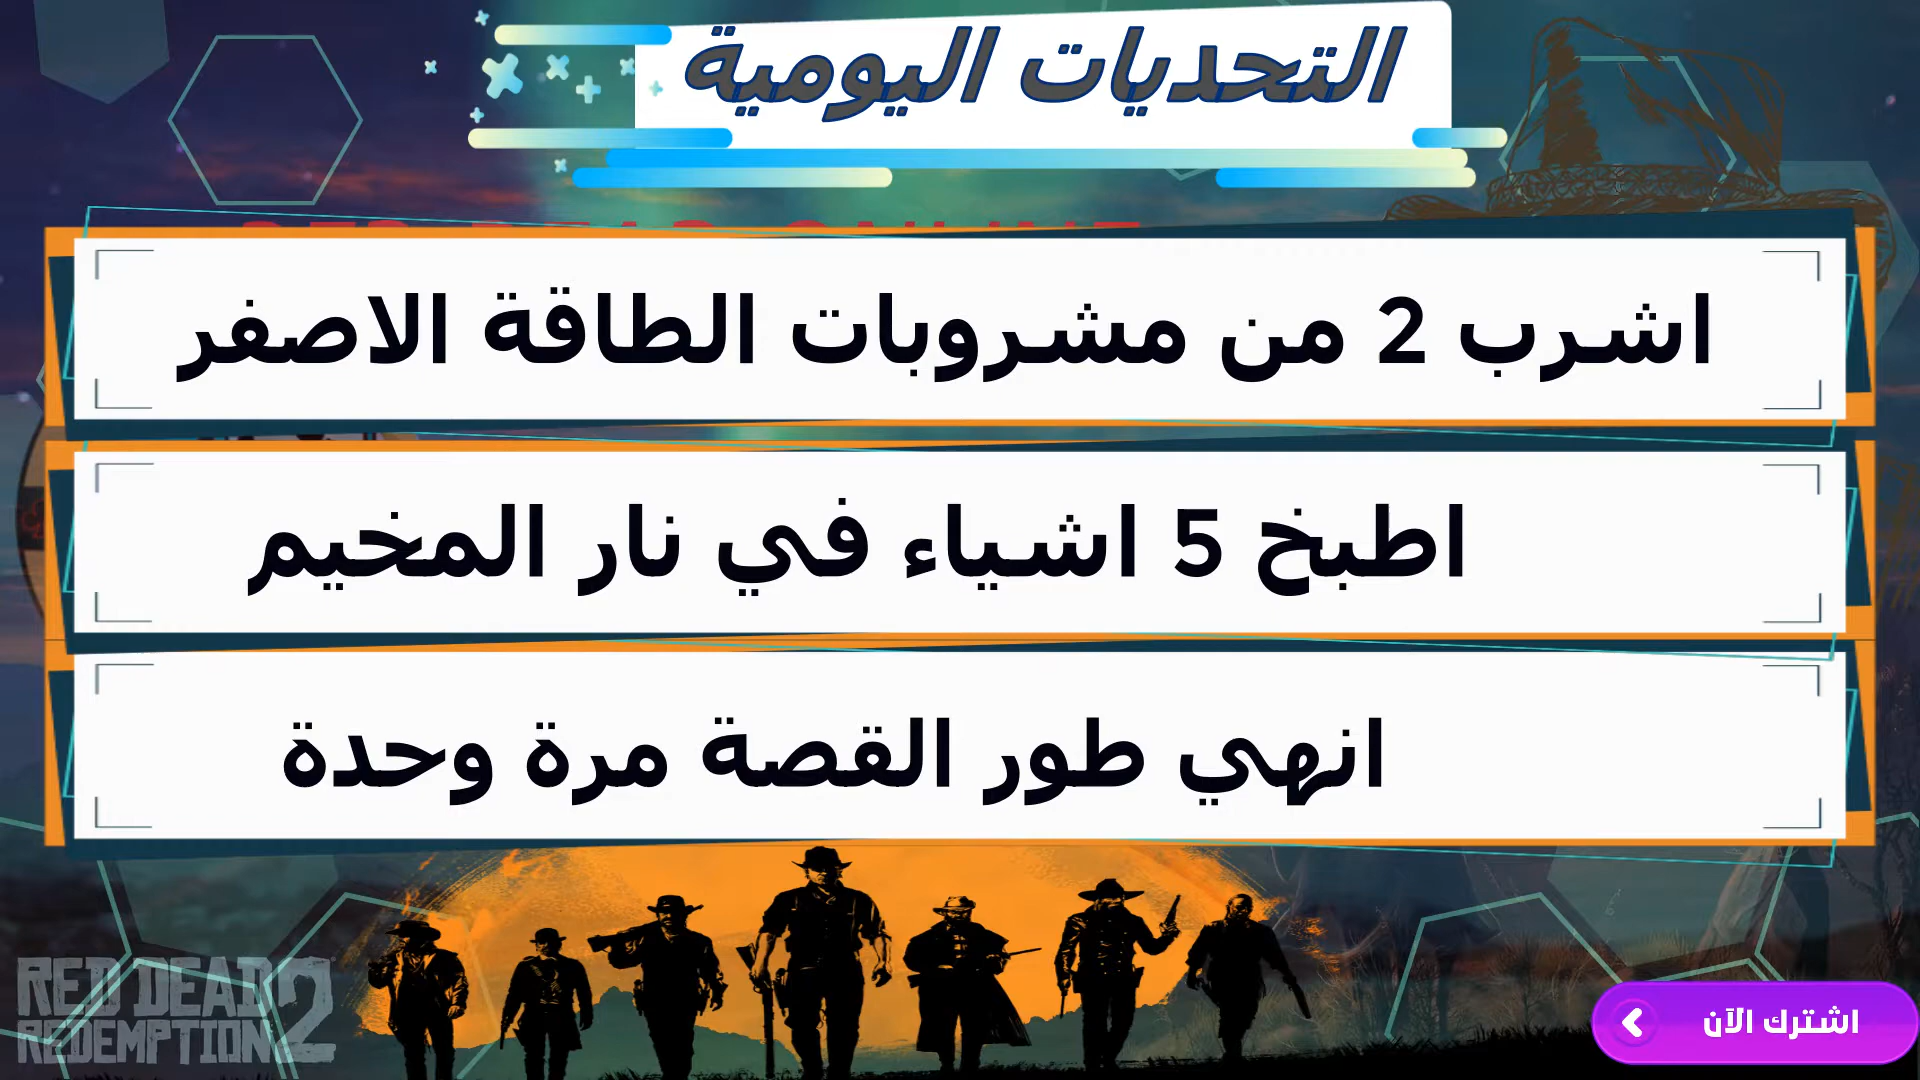 التحديات اليومية
اشرب 2 من مشروبات الطاقة الاصفر
اطبخ 5 اشياء في نار المخيم
انهي طور القصة مرة وحدة
RED DEAD
REDEMPTION 2
اشترك الآن